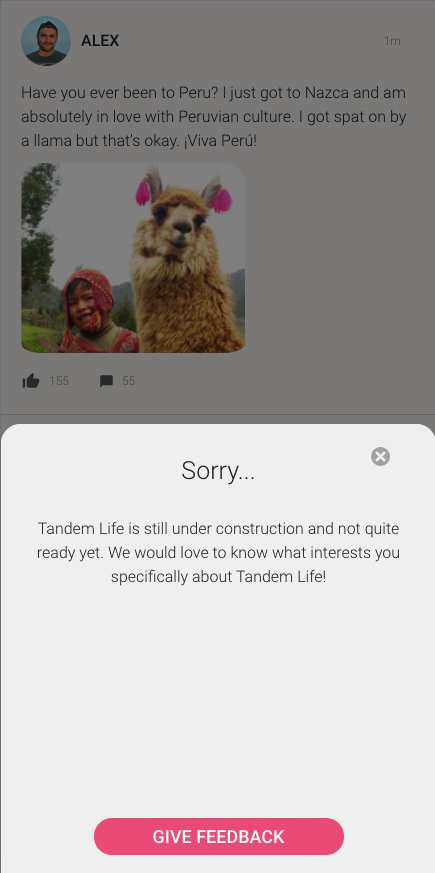 ALEX
1m
Have you ever been to Peru? I just got to Nazca and am
absolutely in love with Peruvian culture. I got spat on by
a llama but that's okay. ¡Viva Perú!
155
55
Sorry...
Tandem Life is still under construction and not quite
ready yet. We would love to know what interests you
specifically about Tandem Life!
GIVE FEEDBACK